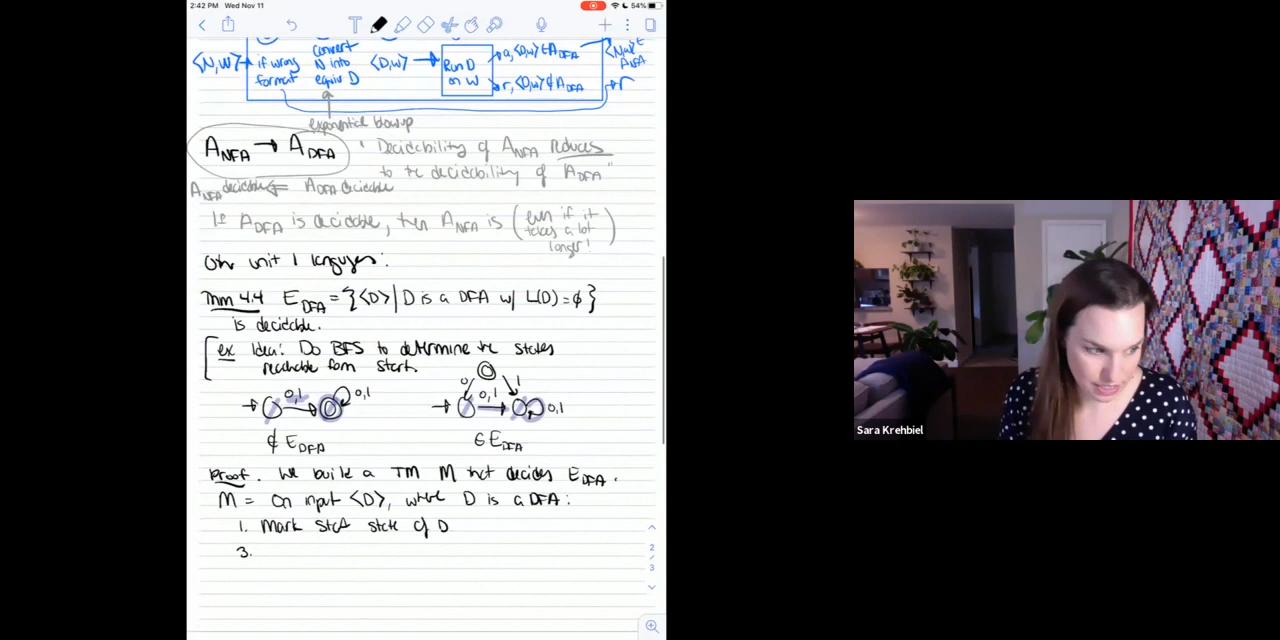 2:42 PM Wed Nov 11
54%
convert
⟨N,W⟩ if wrong N into ⟨D,w⟩ Run D a,⟨D,w⟩∈A_DFA
format equiv D on w r,⟨D,w⟩∉A_DFA r
exponential blowup
A_NFA → A_DFA "Decidability of A_NFA reduces
to the decidability of A_DFA"
A_NFA decidable ⇐ A_DFA decidable
If A_DFA is decidable, then A_NFA is (even if it
takes a lot
longer!)
Other unit 1 languages:
Thm 4.4 E_DFA = {⟨D⟩ | D is a DFA w/ L(D) = ∅}
is decidable.
ex Idea: Do BFS to determine the states
reachable from start.
0,1 0,1 0 0,1 1 0,1
∉ E_DFA ∈ E_DFA
Proof. We build a TM M that decides E_DFA.
M = on input ⟨D⟩, where D is a DFA:
1. Mark start state of D
3.
2
/
3
Sara Krehbiel